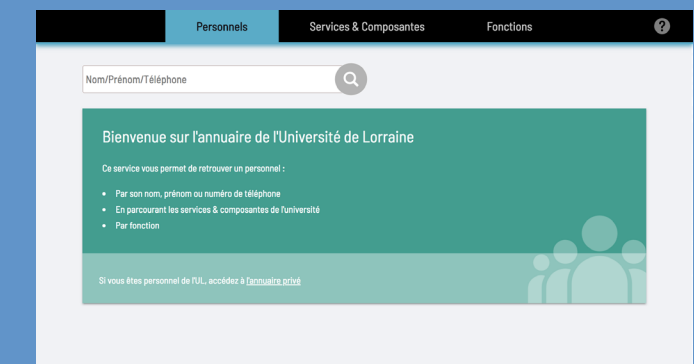 Personnels Services & Composantes Fonctions ?
Nom/Prénom/Téléphone
Bienvenue sur l'annuaire de l'Université de Lorraine
Ce service vous permet de retrouver un personnel :
• Par son nom, prénom ou numéro de téléphone
• En parcourant les services & composantes de l'université
• Par fonction
Si vous êtes personnel de l'UL, accédez à l'annuaire privé